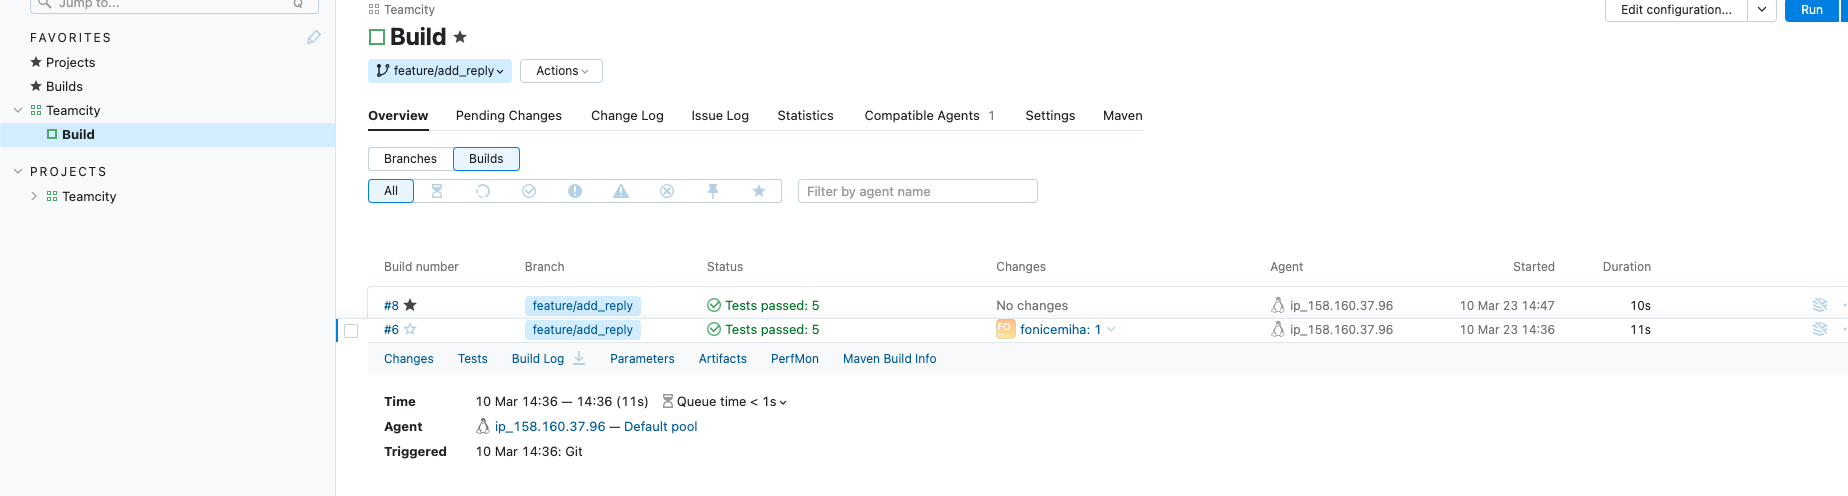 Jump to...
Q
FAVORITES
Projects
Builds
Teamcity
Build
PROJECTS
Teamcity
Teamcity
Edit configuration...
Run
Build
feature/add_reply
Actions
Overview Pending Changes Change Log Issue Log Statistics Compatible Agents 1 Settings Maven
Branches Builds
All
Filter by agent name
Build number Branch Status Changes Agent Started Duration
#8 feature/add_reply Tests passed: 5 No changes ip_158.160.37.96 10 Mar 23 14:47 10s
#6 feature/add_reply Tests passed: 5 FO fonicemiha: 1 ip_158.160.37.96 10 Mar 23 14:36 11s
Changes Tests Build Log Parameters Artifacts PerfMon Maven Build Info
Time 10 Mar 14:36 — 14:36 (11s) Queue time < 1s
Agent ip_158.160.37.96 — Default pool
Triggered 10 Mar 14:36: Git